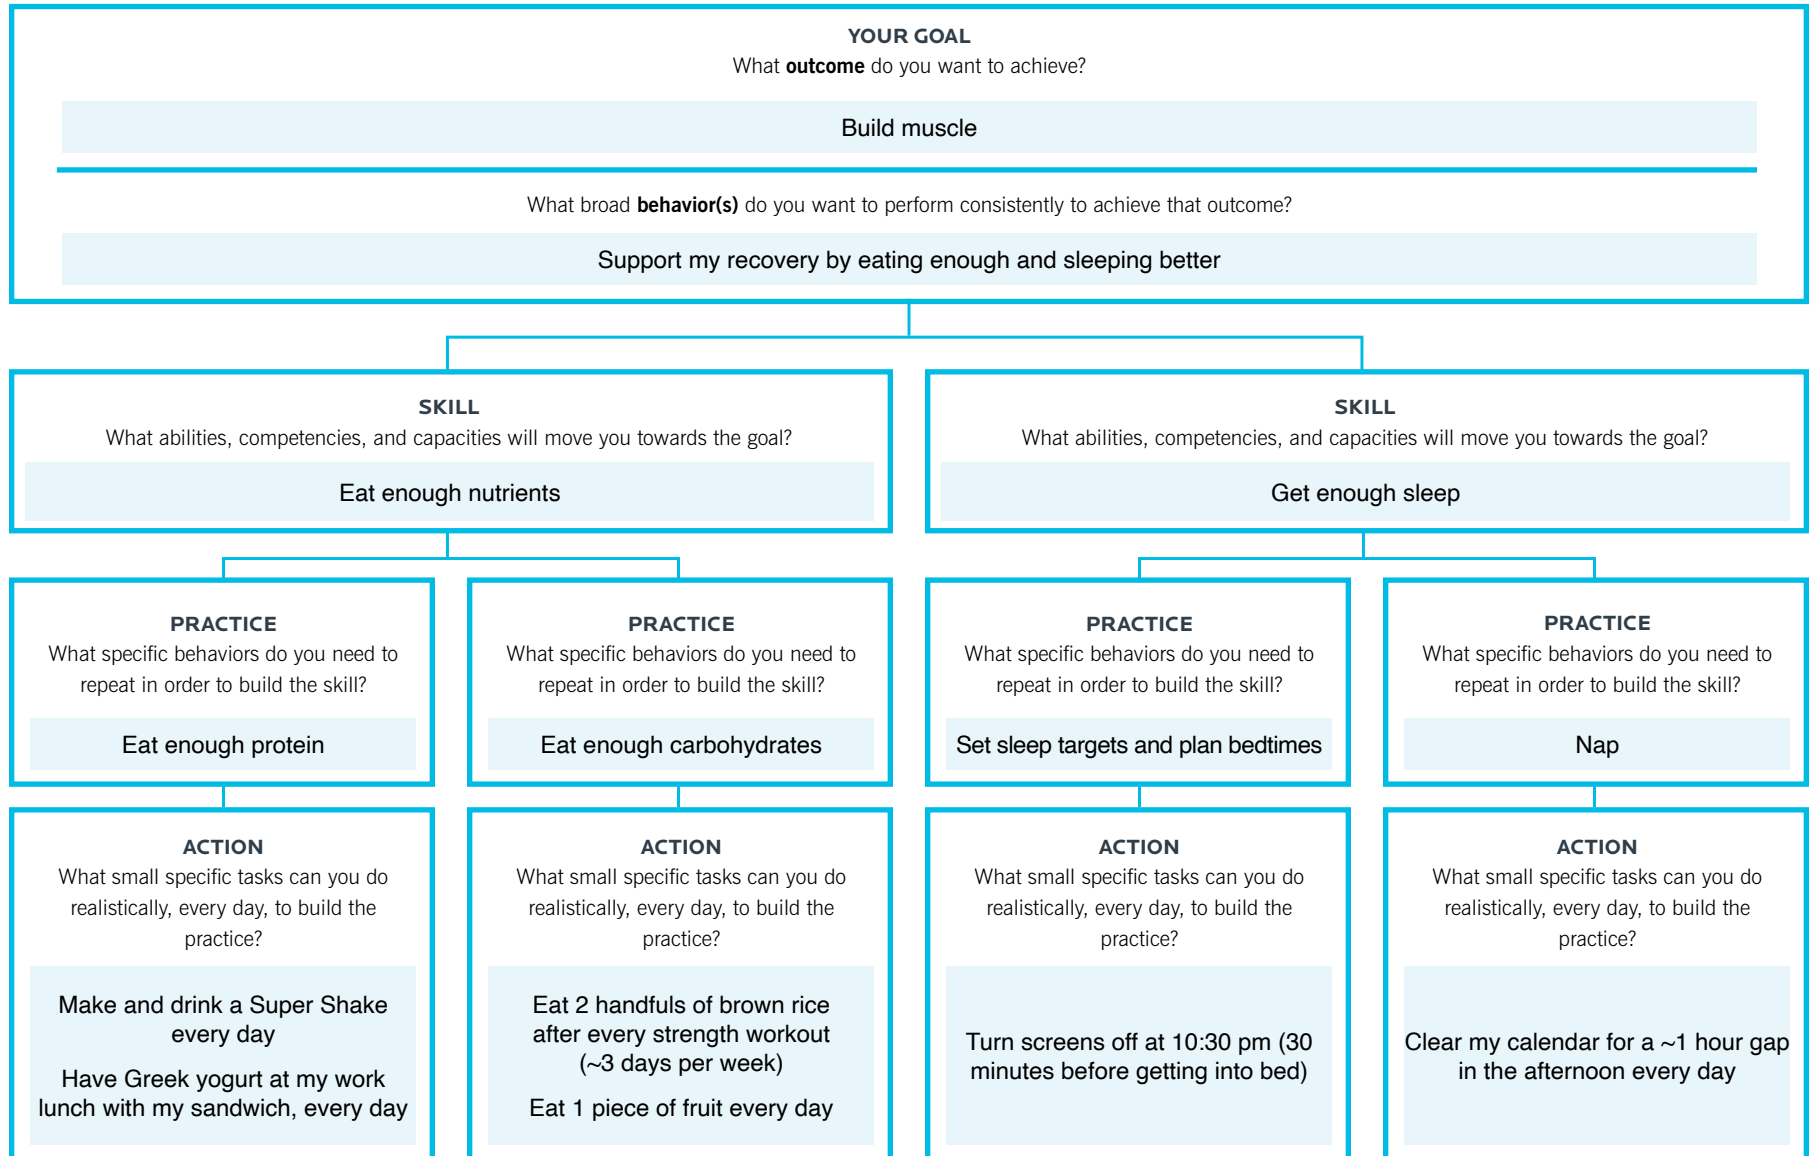 YOUR GOAL
What outcome do you want to achieve?
Build muscle
What broad behavior(s) do you want to perform consistently to achieve that outcome?
Support my recovery by eating enough and sleeping better
SKILL
What abilities, competencies, and capacities will move you towards the goal?
Eat enough nutrients
SKILL
What abilities, competencies, and capacities will move you towards the goal?
Get enough sleep
PRACTICE
What specific behaviors do you need to
repeat in order to build the skill?
Eat enough protein
PRACTICE
What specific behaviors do you need to
repeat in order to build the skill?
Eat enough carbohydrates
PRACTICE
What specific behaviors do you need to
repeat in order to build the skill?
Set sleep targets and plan bedtimes
PRACTICE
What specific behaviors do you need to
repeat in order to build the skill?
Nap
ACTION
What small specific tasks can you do
realistically, every day, to build the
practice?
Make and drink a Super Shake
every day
Have Greek yogurt at my work
lunch with my sandwich, every day
ACTION
What small specific tasks can you do
realistically, every day, to build the
practice?
Eat 2 handfuls of brown rice
after every strength workout
(~3 days per week)
Eat 1 piece of fruit every day
ACTION
What small specific tasks can you do
realistically, every day, to build the
practice?
Turn screens off at 10:30 pm (30
minutes before getting into bed)
ACTION
What small specific tasks can you do
realistically, every day, to build the
practice?
Clear my calendar for a ~1 hour gap
in the afternoon every day